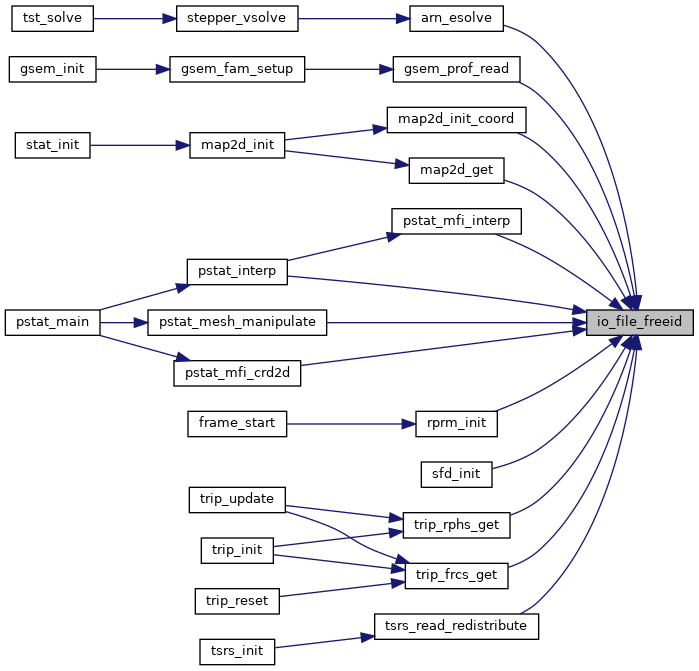 tst_solve
stepper_vsolve
arn_esolve
gsem_init
gsem_fam_setup
gsem_prof_read
map2d_init_coord
stat_init
map2d_init
map2d_get
pstat_mfi_interp
pstat_interp
pstat_main
pstat_mesh_manipulate
io_file_freeid
pstat_mfi_crd2d
frame_start
rprm_init
sfd_init
trip_update
trip_rphs_get
trip_init
trip_frcs_get
trip_reset
tsrs_read_redistribute
tsrs_init